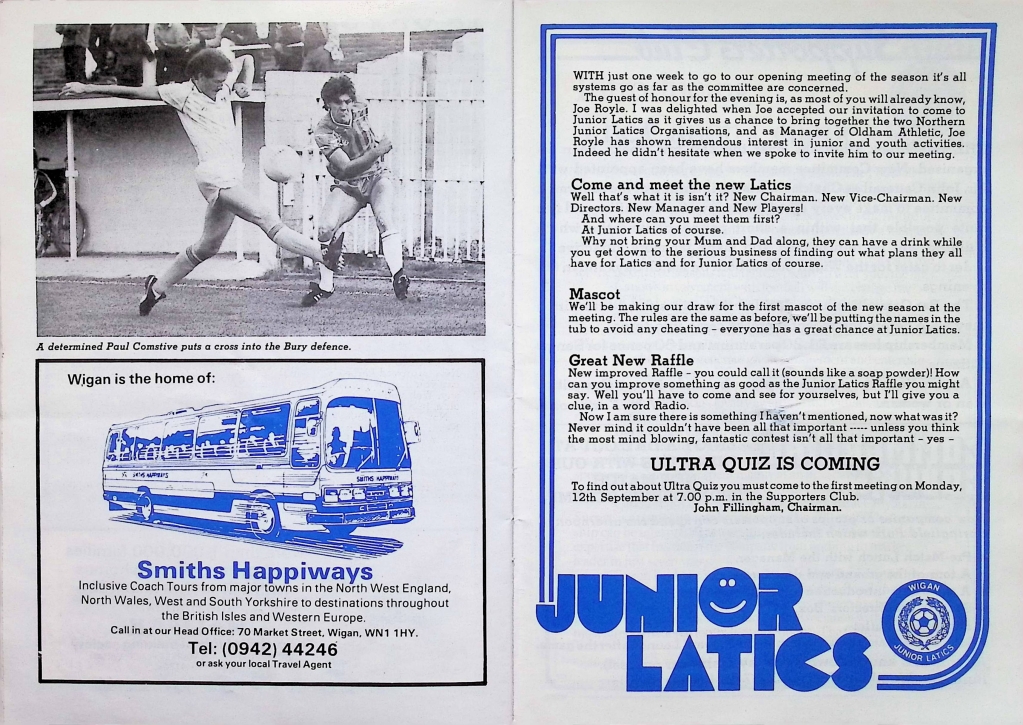 A determined Paul Comstive puts a cross into the Bury defence.
Wigan is the home of:
SMITHS HAPPIWAYS
SMITHS HAPPIWAYS
Smiths Happiways
Inclusive Coach Tours from major towns in the North West England,
North Wales, West and South Yorkshire to destinations throughout
the British Isles and Western Europe.
Call in at our Head Office: 70 Market Street, Wigan, WN1 1HY.
Tel: (0942) 44246
or ask your local Travel Agent
WITH just one week to go to our opening meeting of the season it's all
systems go as far as the committee are concerned.
The guest of honour for the evening is, as most of you will already know,
Joe Royle. I was delighted when Joe accepted our invitation to come to
Junior Latics as it gives us a chance to bring together the two Northern
Junior Latics Organisations, and as Manager of Oldham Athletic, Joe
Royle has shown tremendous interest in junior and youth activities.
Indeed he didn't hesitate when we spoke to invite him to our meeting.
Come and meet the new Latics
Well that's what it is isn't it? New Chairman. New Vice-Chairman. New
Directors. New Manager and New Players!
And where can you meet them first?
At Junior Latics of course.
Why not bring your Mum and Dad along, they can have a drink while
you get down to the serious business of finding out what plans they all
have for Latics and for Junior Latics of course.
Mascot
We'll be making our draw for the first mascot of the new season at the
meeting. The rules are the same as before, we'll be putting the names in the
tub to avoid any cheating – everyone has a great chance at Junior Latics.
Great New Raffle
New improved Raffle – you could call it (sounds like a soap powder)! How
can you improve something as good as the Junior Latics Raffle you might
say. Well you'll have to come and see for yourselves, but I'll give you a
clue, in a word Radio.
Now I am sure there is something I haven't mentioned, now what was it?
Never mind it couldn't have been all that important ----- unless you think
the most mind blowing, fantastic contest isn't all that important – yes –
ULTRA QUIZ IS COMING
To find out about Ultra Quiz you must come to the first meeting on Monday,
12th September at 7.00 p.m. in the Supporters Club.
John Fillingham, Chairman.
JUNIOR
LATICS
WIGAN
JUNIOR LATICS